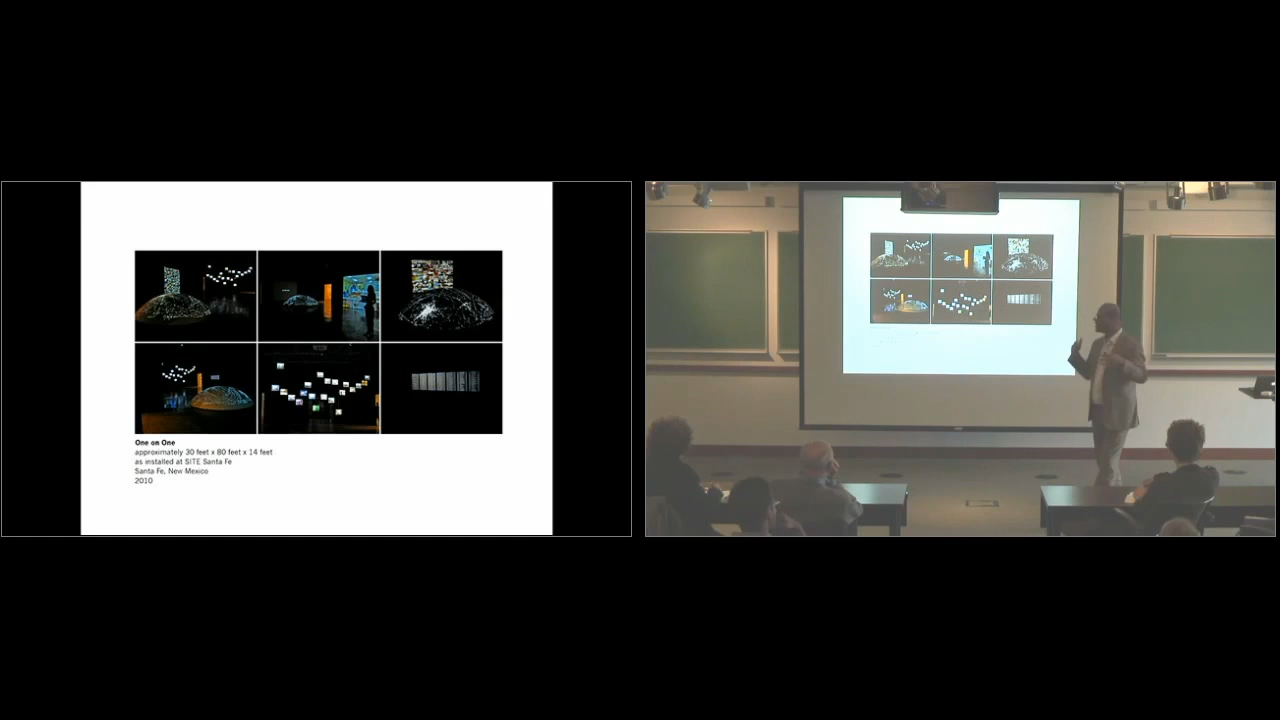 One on One
approximately 30 feet x 80 feet x 14 feet
as installed at SITE Santa Fe
Santa Fe, New Mexico
2010